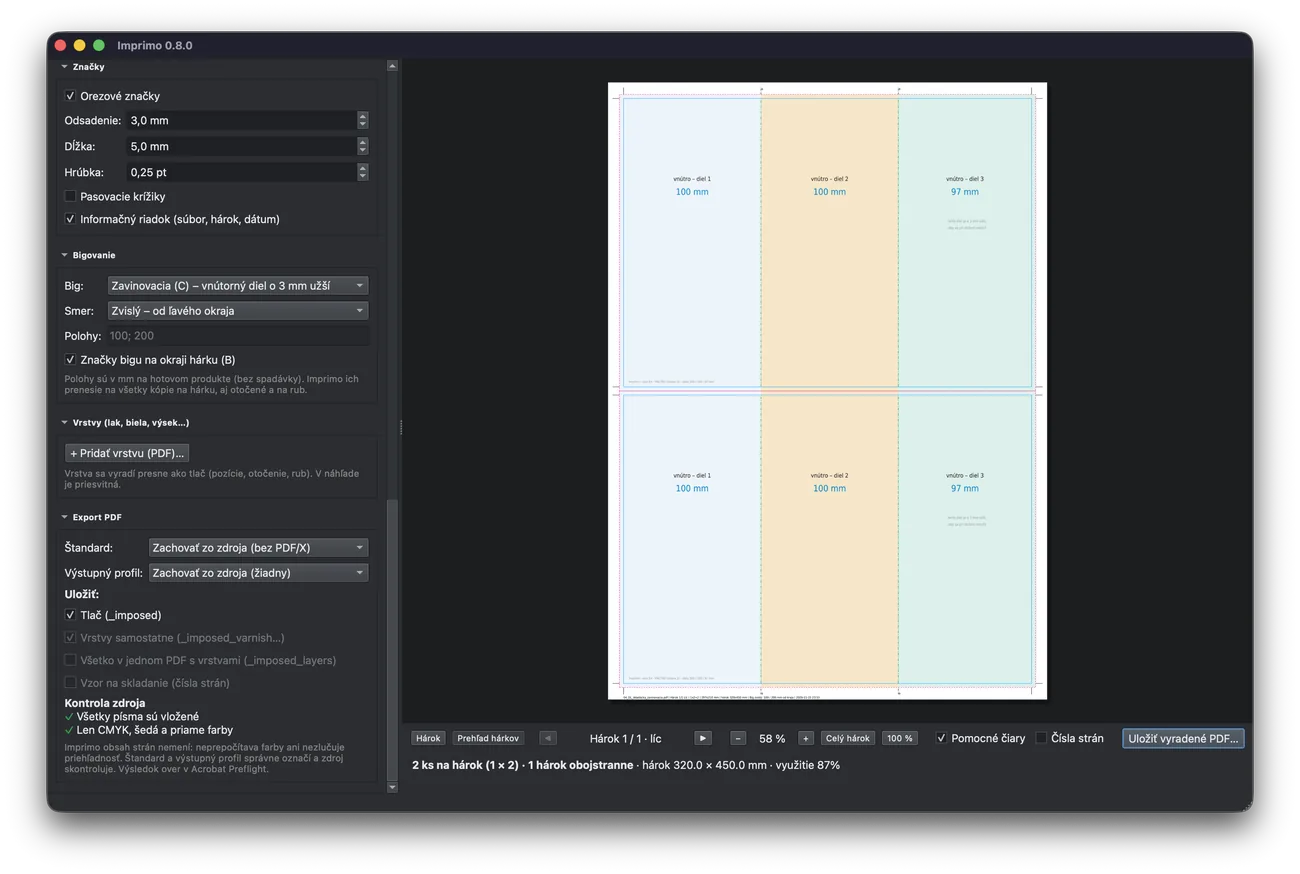 Imprimo 0.8.0
Značky
Orezové značky
Odsadenie: 3,0 mm
Dĺžka: 5,0 mm
Hrúbka: 0,25 pt
Pasovacie krížiky
Informačný riadok (súbor, hárok, dátum)
Bigovanie
Big: Zavinovacia (C) – vnútorný diel o 3 mm užší
Smer: Zvislý – od ľavého okraja
Polohy: 100; 200
Značky bigu na okraji hárku (B)
Polohy sú v mm na hotovom produkte (bez spadávky). Imprimo ich
prenesie na všetky kópie na hárku, aj otočené a na rub.
Vrstvy (lak, biela, výsek...)
+ Pridať vrstvu (PDF)...
Vrstva sa vyradí presne ako tlač (pozície, otočenie, rub). V náhľade
je priesvitná.
Export PDF
Štandard: Zachovať zo zdroja (bez PDF/X)
Výstupný profil: Zachovať zo zdroja (žiadny)
Uložiť:
Tlač (_imposed)
Vrstvy samostatne (_imposed_varnish...)
Všetko v jednom PDF s vrstvami (_imposed_layers)
Vzor na skladanie (čísla strán)
Kontrola zdroja
Všetky písma sú vložené
Len CMYK, šedá a priame farby
Imprimo obsah strán nemení: neprepočítava farby ani nezlučuje
priehľadnosť. Štandard a výstupný profil správne označí a zdroj
skontroluje. Výsledok over v Acrobat Preflight.
vnútro – diel 1 vnútro – diel 2 vnútro – diel 3
100 mm 100 mm 97 mm
vnútro – diel 1 vnútro – diel 2 vnútro – diel 3
100 mm 100 mm 97 mm
Hárok Prehľad hárkov Hárok 1 / 1 · líc – 58 % + Celý hárok 100 % Pomocné čiary Čísla strán Uložiť vyradené PDF...
2 ks na hárok (1 × 2) · 1 hárok obojstranne · hárok 320.0 × 450.0 mm · využitie 87%